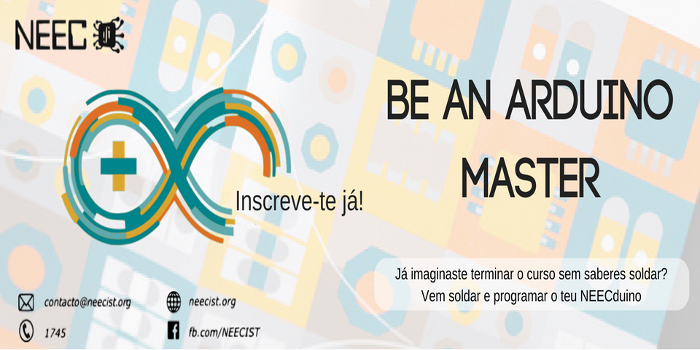 NEEC
BE AN ARDUINO
MASTER
Inscreve-te já!
Já imaginaste terminar o curso sem saberes soldar?
Vem soldar e programar o teu NEECduino
contacto@neecist.org
neecist.org
1745
fb.com/NEECIST